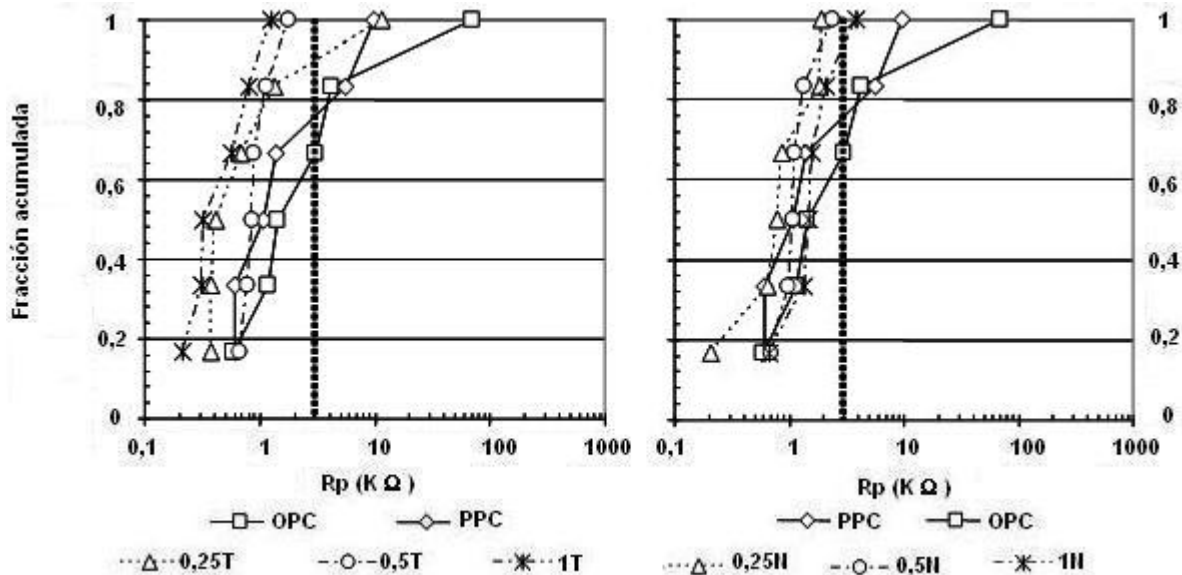 Fracción acumulada
1
0,8
0,6
0,4
0,2
0
0,1 1 10 100 1000
Rp (K Ω)
OPC PPC
0,25T 0,5T 1T
1
0,8
0,6
0,4
0,2
0
0,1 1 10 100 1000
Rp (K Ω)
PPC OPC
0,25N 0,5N 1N